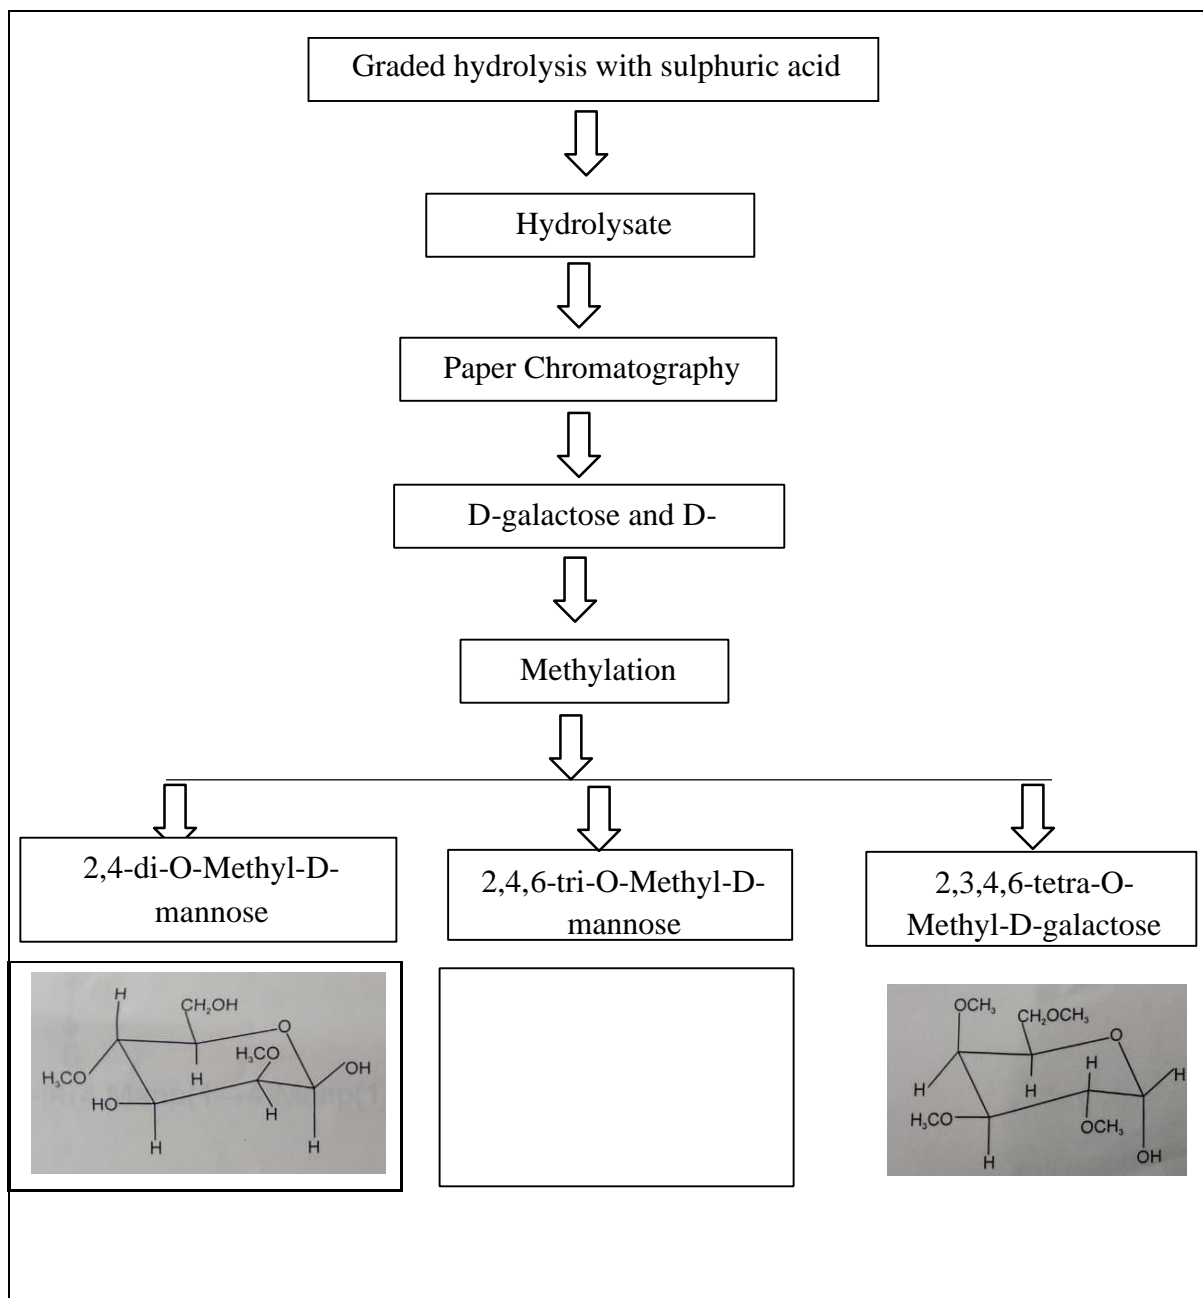 Graded hydrolysis with sulphuric acid
Hydrolysate
Paper Chromatography
D-galactose and D-
Methylation
2,4-di-O-Methyl-D-
mannose
2,4,6-tri-O-Methyl-D-
mannose
2,3,4,6-tetra-O-
Methyl-D-galactose
H
CH₂OH
O
H₃CO
H₃CO
H
OH
HO
H
H
H
OCH₃
CH₂OCH₃
O
H
H
H
H
H₃CO
OCH₃
H
OH